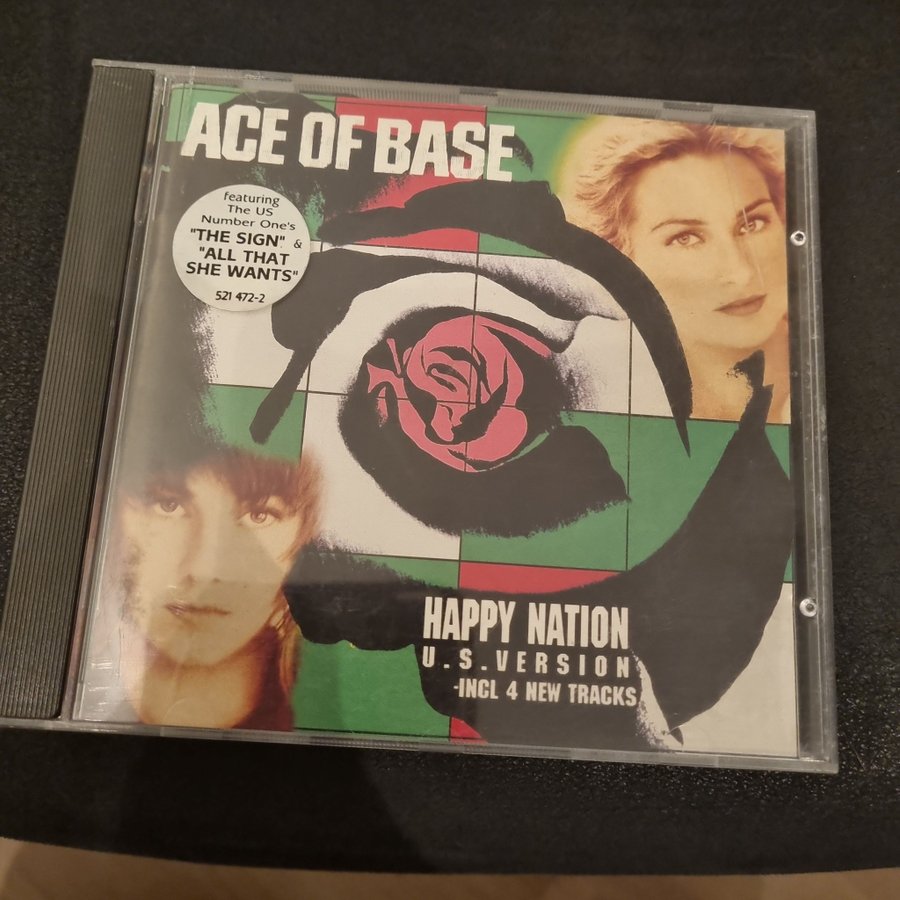 ACE OF BASE
featuring
The US
Number One's
"THE SIGN" &
"ALL THAT
SHE WANTS"
521 472-2
HAPPY NATION
U.S. VERSION
-INCL 4 NEW TRACKS